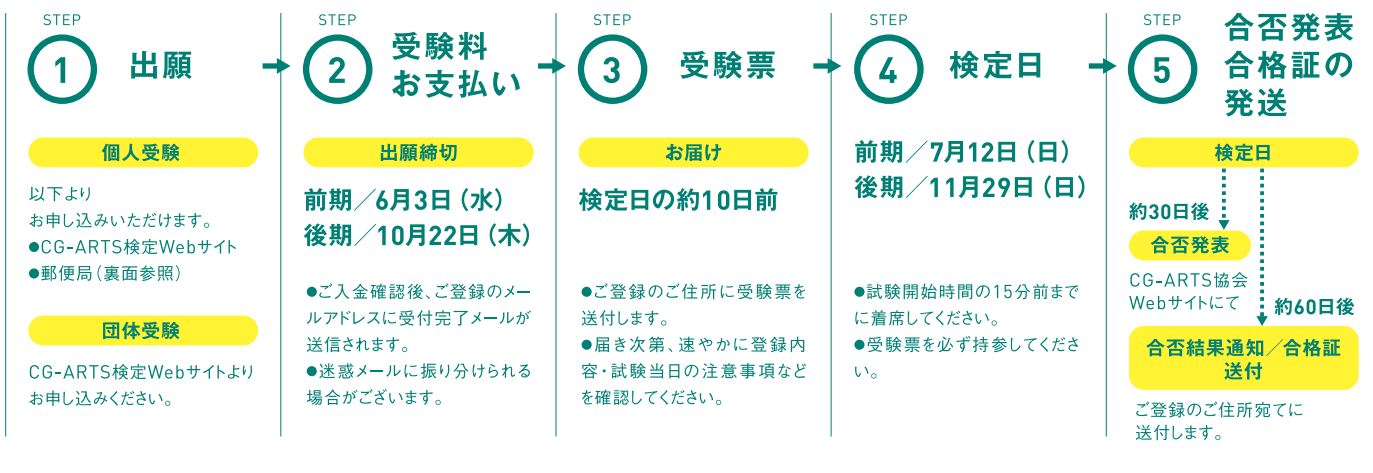 STEP
1
出願
個人受験
以下より
お申し込みいただけます。
●CG-ARTS検定Webサイト
●郵便局（裏面参照）
団体受験
CG-ARTS検定Webサイトより
お申し込みください。
STEP
2
受験料
お支払い
出願締切
前期／6月3日（水）
後期／10月22日（木）
●ご入金確認後、ご登録のメー
ルアドレスに受付完了メールが
送信されます。
●迷惑メールに振り分けられる
場合がございます。
STEP
3
受験票
お届け
検定日の約10日前
●ご登録のご住所に受験票を
送付します。
●届き次第、速やかに登録内
容・試験当日の注意事項など
を確認してください。
STEP
4
検定日
前期／7月12日（日）
後期／11月29日（日）
●試験開始時間の15分前まで
に着席してください。
●受験票を必ず持参してくださ
い。
STEP
5
合否発表
合格証の
発送
検定日
約30日後
合否発表
CG-ARTS協会
Webサイトにて
約60日後
合否結果通知／合格証
送付
ご登録のご住所宛てに
送付します。